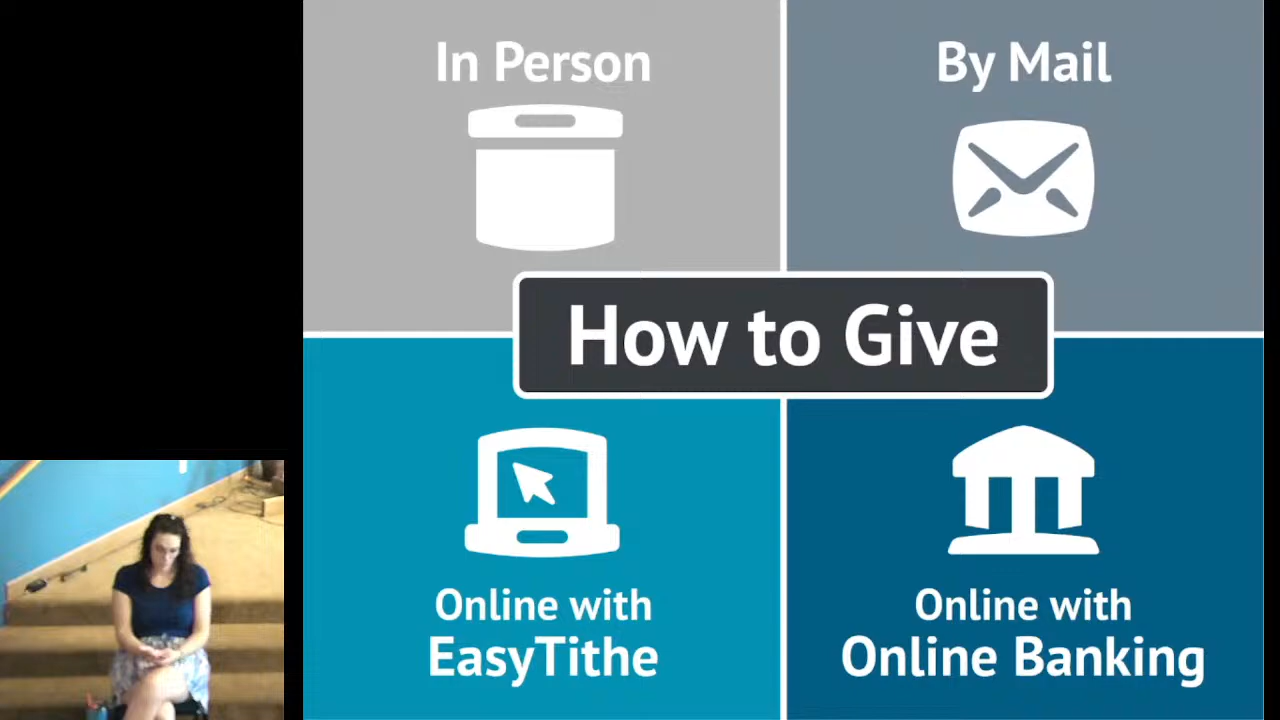 In Person
By Mail
How to Give
Online with
EasyTithe
Online with
Online Banking